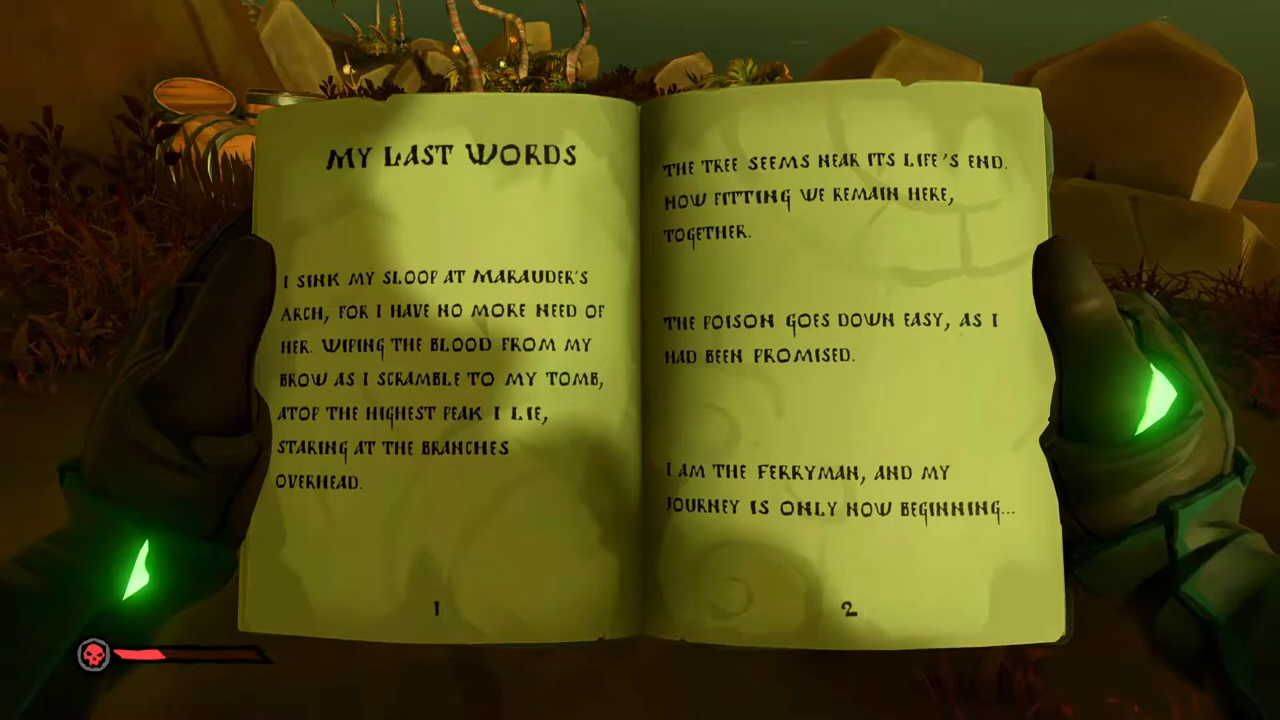 MY LAST WORDS
I SINK MY SLOOP AT MARAUDER'S
ARCH, FOR I HAVE NO MORE NEED OF
HER. WIPING THE BLOOD FROM MY
BROW AS I SCRAMBLE TO MY TOMB,
ATOP THE HIGHEST PEAK I LIE,
STARING AT THE BRANCHES
OVERHEAD.
1
THE TREE SEEMS NEAR ITS LIFE'S END.
HOW FITTING WE REMAIN HERE,
TOGETHER.
THE POISON GOES DOWN EASY, AS I
HAD BEEN PROMISED.
I AM THE FERRYMAN, AND MY
JOURNEY IS ONLY NOW BEGINNING...
2